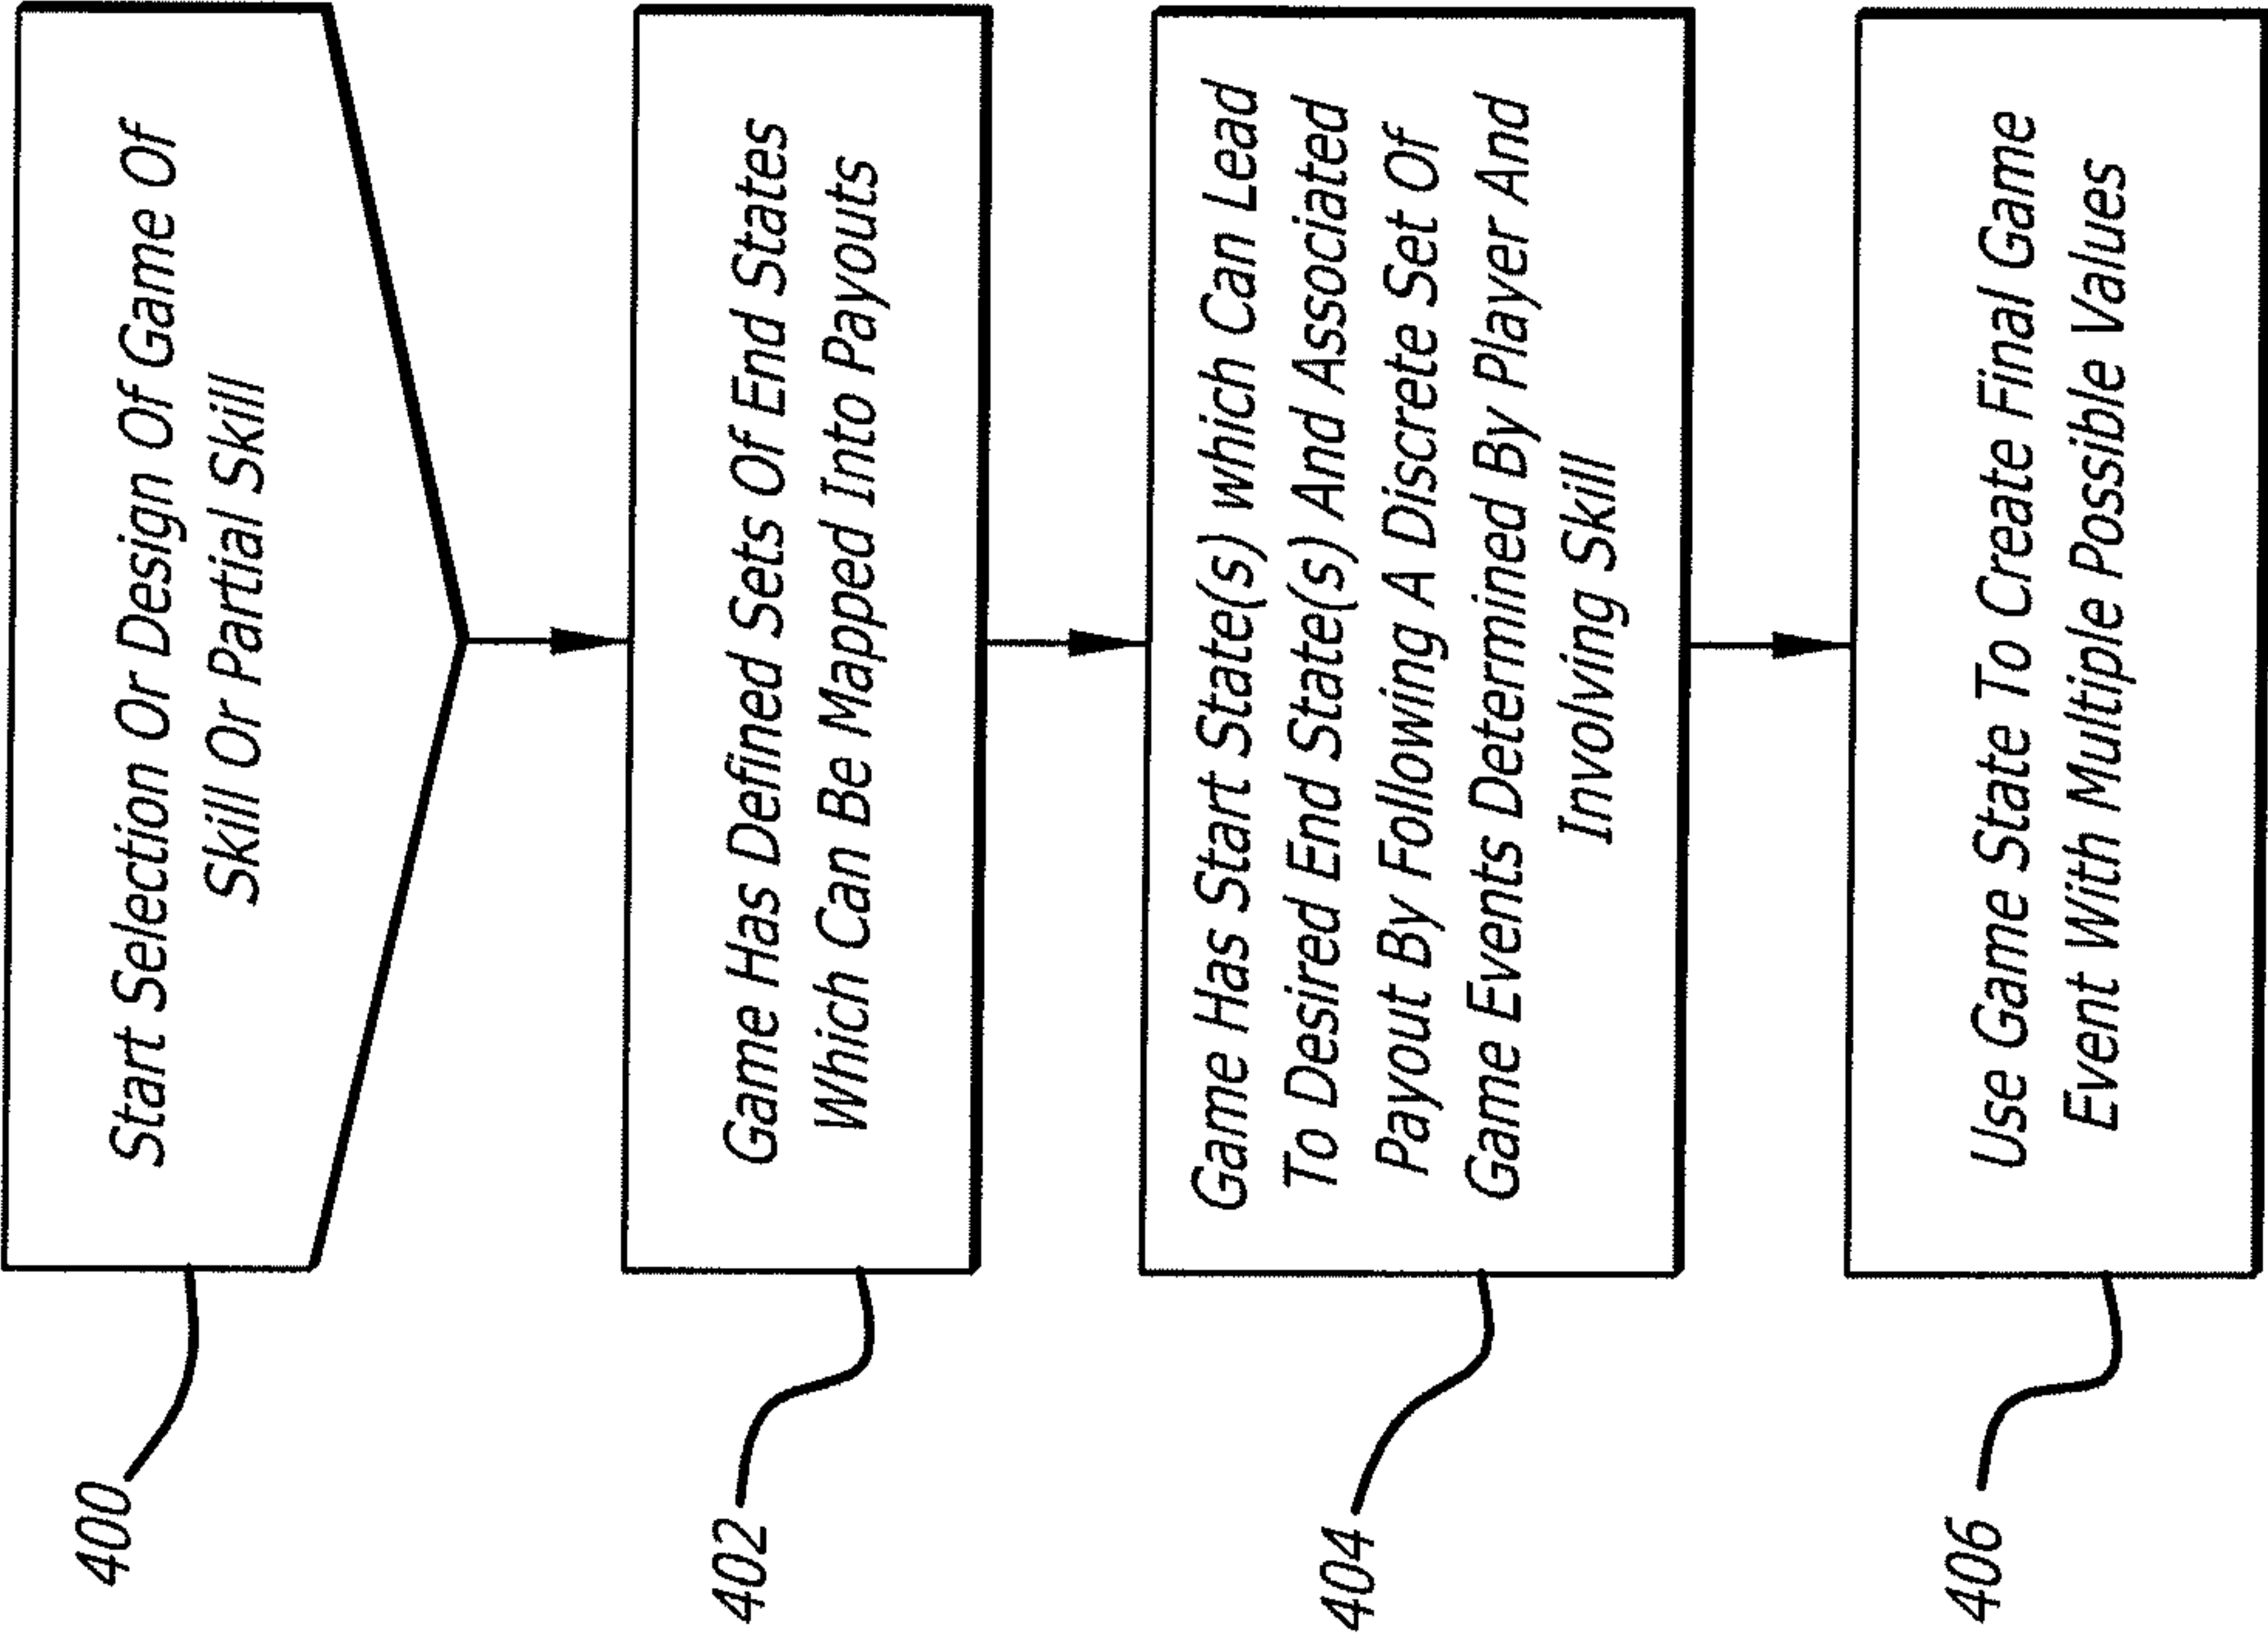 400
Start Selection Or Design Of Game Of
Skill Or Partial Skill
402
Game Has Defined Sets Of End States
Which Can Be Mapped Into Payouts
404
Game Has Start State(s) which Can Lead
To Desired End State(s) And Associated
Payout By Following A Discrete Set Of
Game Events Determined By Player And
Involving Skill
406
Use Game State To Create Final Game
Event With Multiple Possible Values